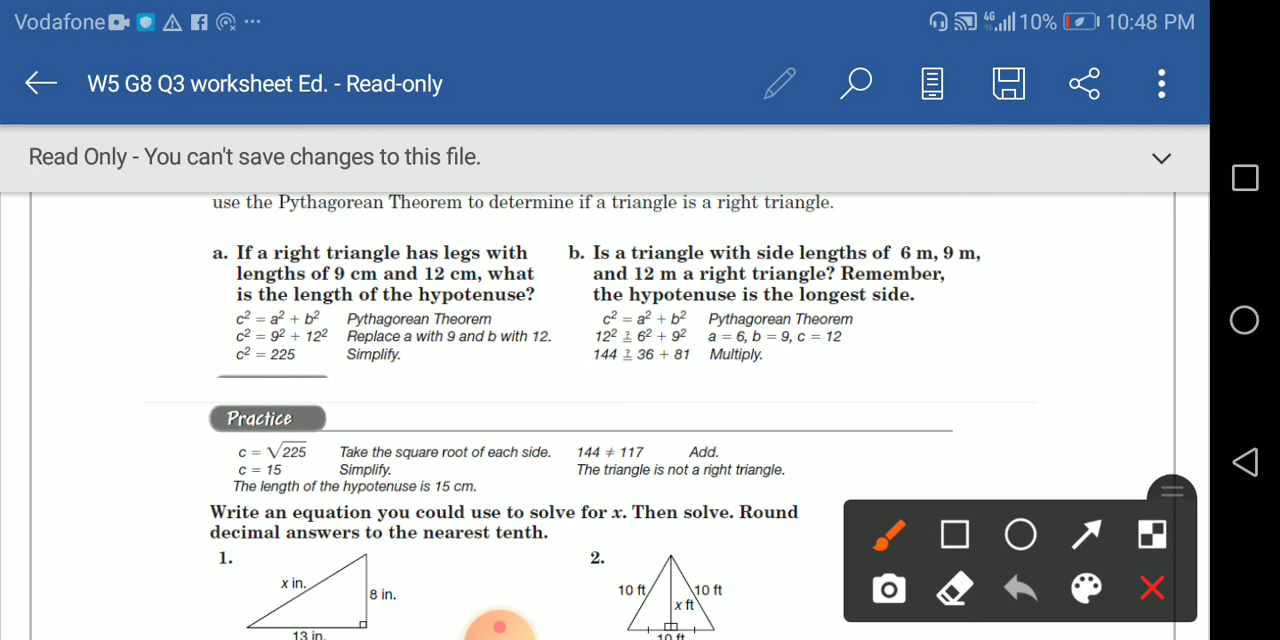 Vodafone
4G 10% 10:48 PM
W5 G8 Q3 worksheet Ed. - Read-only
Read Only - You can't save changes to this file.
use the Pythagorean Theorem to determine if a triangle is a right triangle.
a. If a right triangle has legs with
lengths of 9 cm and 12 cm, what
is the length of the hypotenuse?
c² = a² + b² Pythagorean Theorem
c² = 9² + 12² Replace a with 9 and b with 12.
c² = 225 Simplify.
b. Is a triangle with side lengths of 6 m, 9 m,
and 12 m a right triangle? Remember,
the hypotenuse is the longest side.
c² = a² + b² Pythagorean Theorem
12² ≟ 6² + 9² a = 6, b = 9, c = 12
144 ≟ 36 + 81 Multiply.
Practice
c = √225 Take the square root of each side.
c = 15 Simplify.
The length of the hypotenuse is 15 cm.
144 ≠ 117 Add.
The triangle is not a right triangle.
Write an equation you could use to solve for x. Then solve. Round
decimal answers to the nearest tenth.
1.
x in.
8 in.
13 in.
2.
10 ft
10 ft
x ft
10 ft